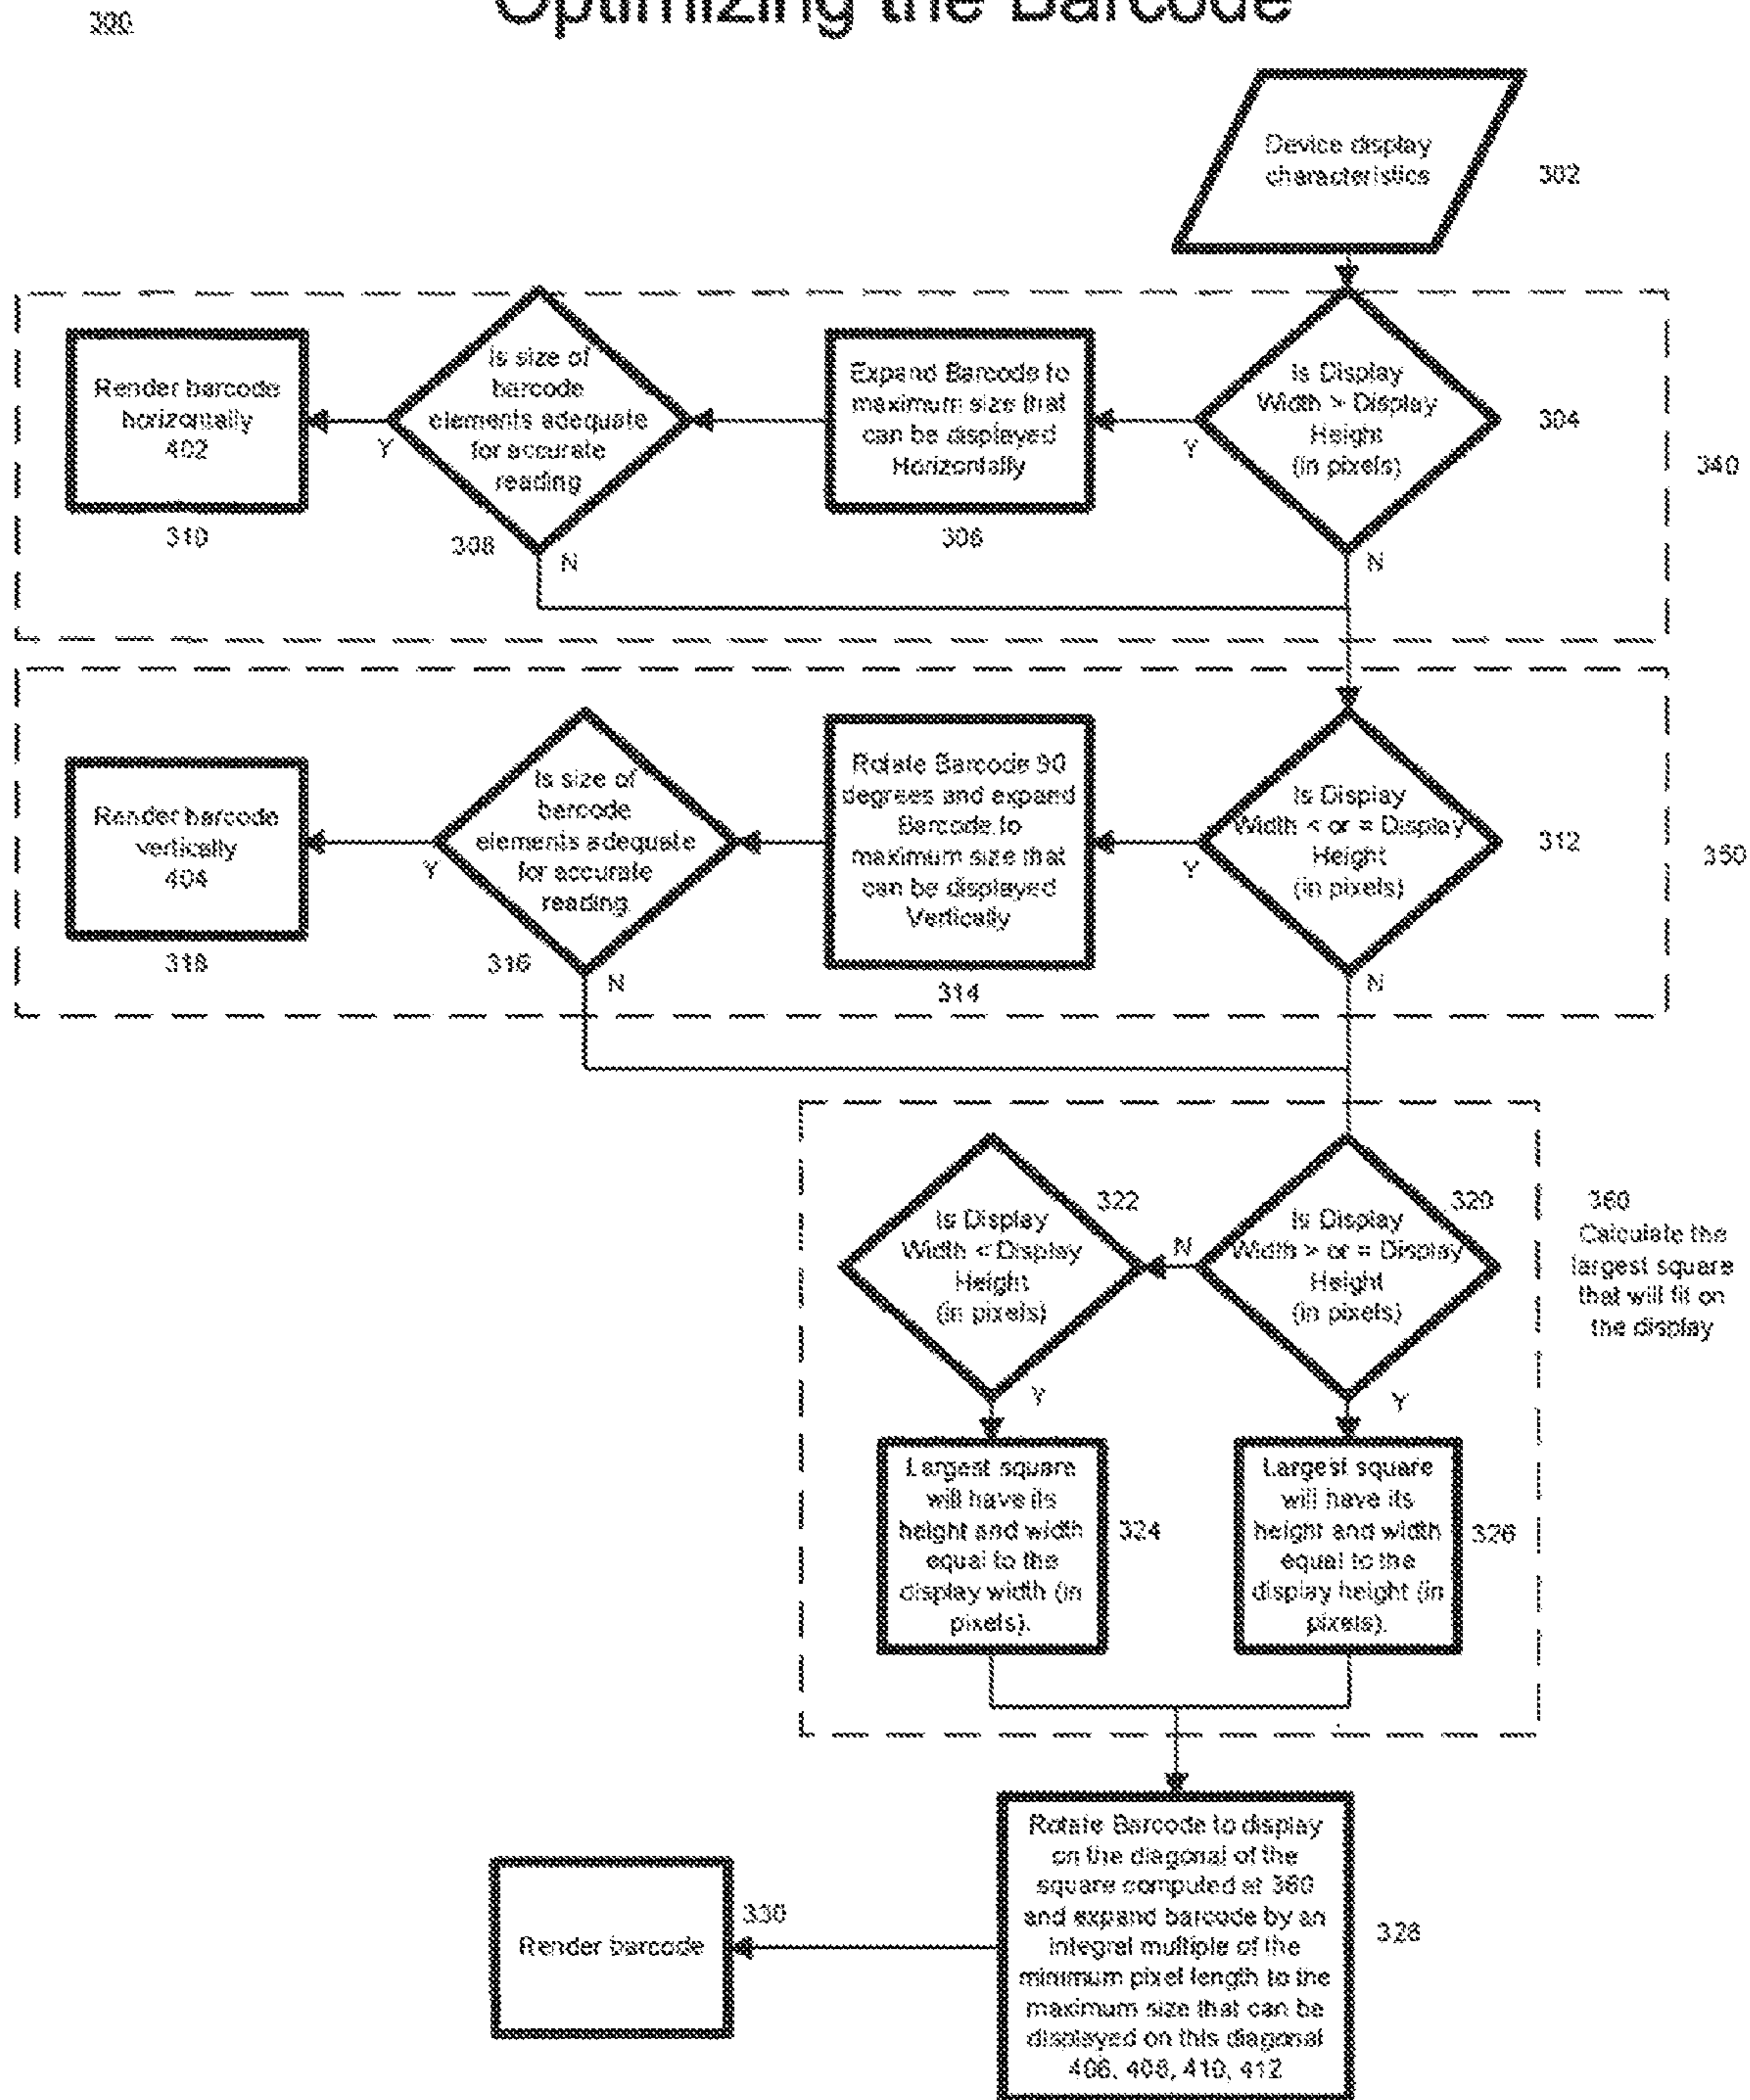 300
Optimizing the Barcode
Device display
characteristics
302
Is Display
Width > Display
Height
(in pixels)
304
Y
N
Expand Barcode to
maximum size that
can be displayed
Horizontally
306
Is size of
barcode
elements adequate
for accurate
reading
308
Y
N
Render barcode
horizontally
402
310
340
Is Display
Width < or = Display
Height
(in pixels)
312
Y
N
Rotate Barcode 90
degrees and expand
Barcode to
maximum size that
can be displayed
Vertically
314
Is size of
barcode
elements adequate
for accurate
reading
316
Y
N
Render barcode
vertically
404
318
350
Is Display
Width > or = Display
Height
(in pixels)
320
N
Y
Is Display
Width < Display
Height
(in pixels)
322
Y
360
Calculate the
largest square
that will fit on
the display
Largest square
will have its
height and width
equal to the
display width (in
pixels).
324
Largest square
will have its
height and width
equal to the
display height (in
pixels).
326
Rotate Barcode to display
on the diagonal of the
square computed at 360
and expand barcode by an
integral multiple of the
minimum pixel length to the
maximum size that can be
displayed on this diagonal
406, 408, 410, 412
328
Render barcode
330